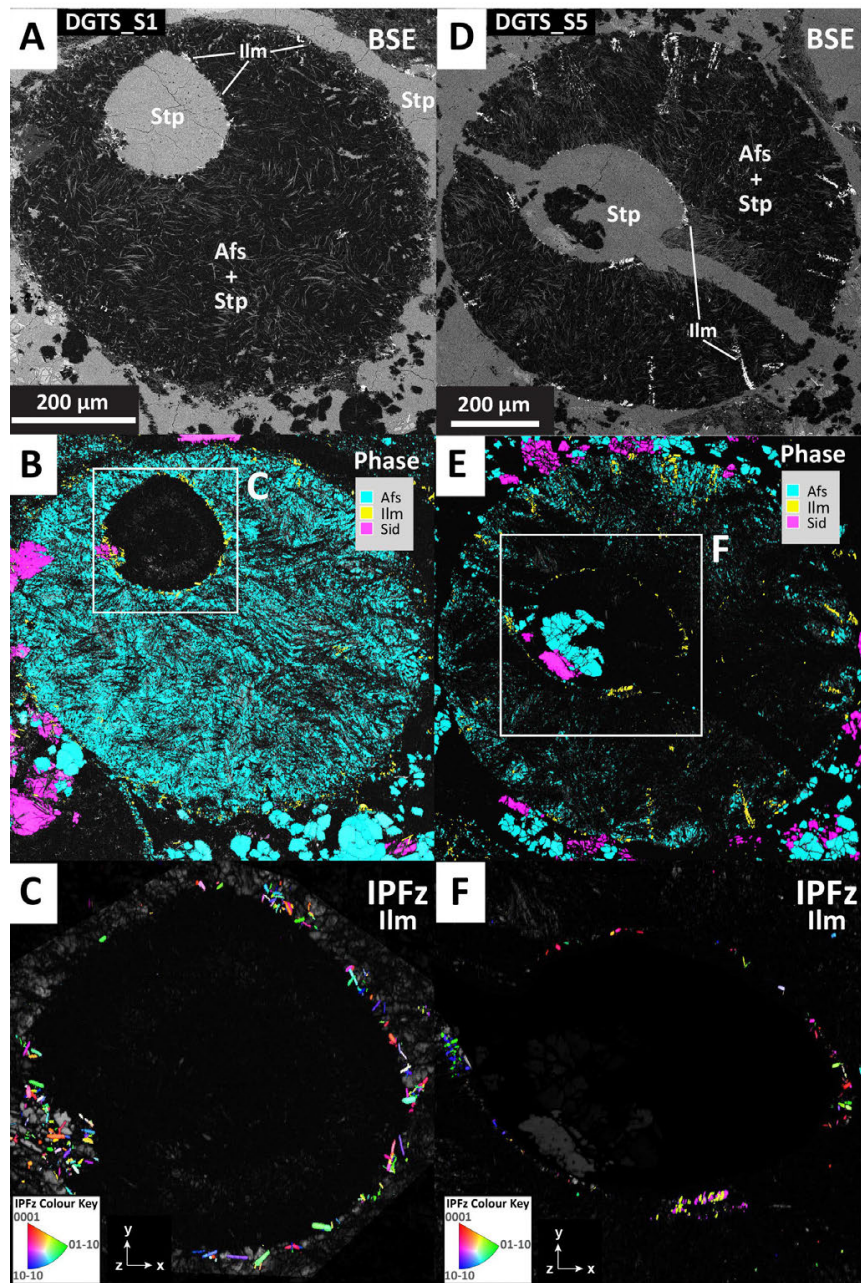 A
DGTS_S1
Ilm
BSE
Stp
Stp
Afs
+
Stp
200 µm
D
DGTS_S5
BSE
Afs
+
Stp
Stp
Ilm
200 µm
B
Phase
Afs
Ilm
Sid
C
E
Phase
Afs
Ilm
Sid
F
C
IPFz
Ilm
IPFz Colour Key
0001
01-10
10-10
y
z
x
F
IPFz
Ilm
IPFz Colour Key
0001
01-10
10-10
y
z
x